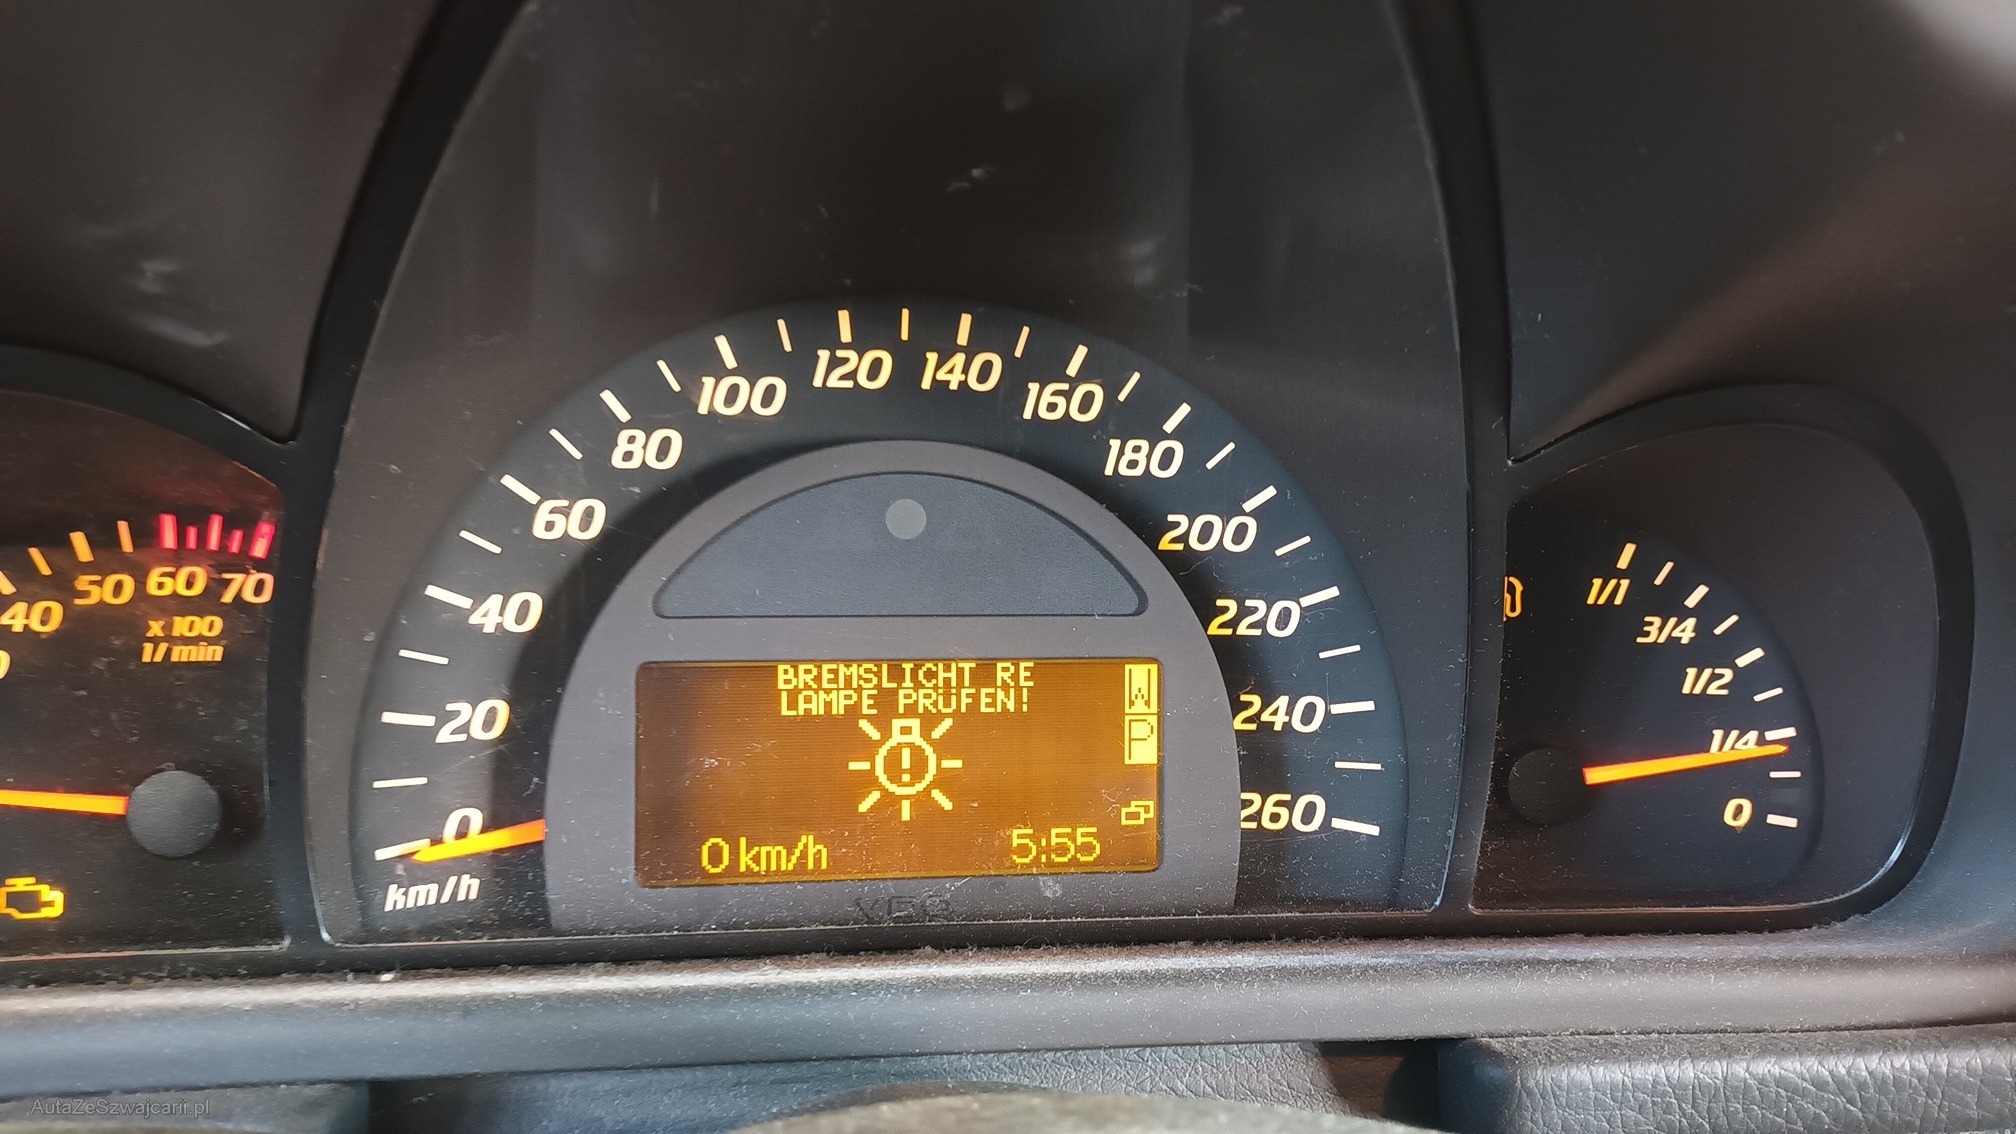 40 50 60 70
x 100
1/min
0 20 40 60 80 100 120 140 160 180 200 220 240 260
km/h
BREMSLICHT RE
LAMPE PRÜFEN!
W
P
0 km/h 5:55
VDO
1/1
3/4
1/2
1/4
0
AutaZeSzwajcarii.pl